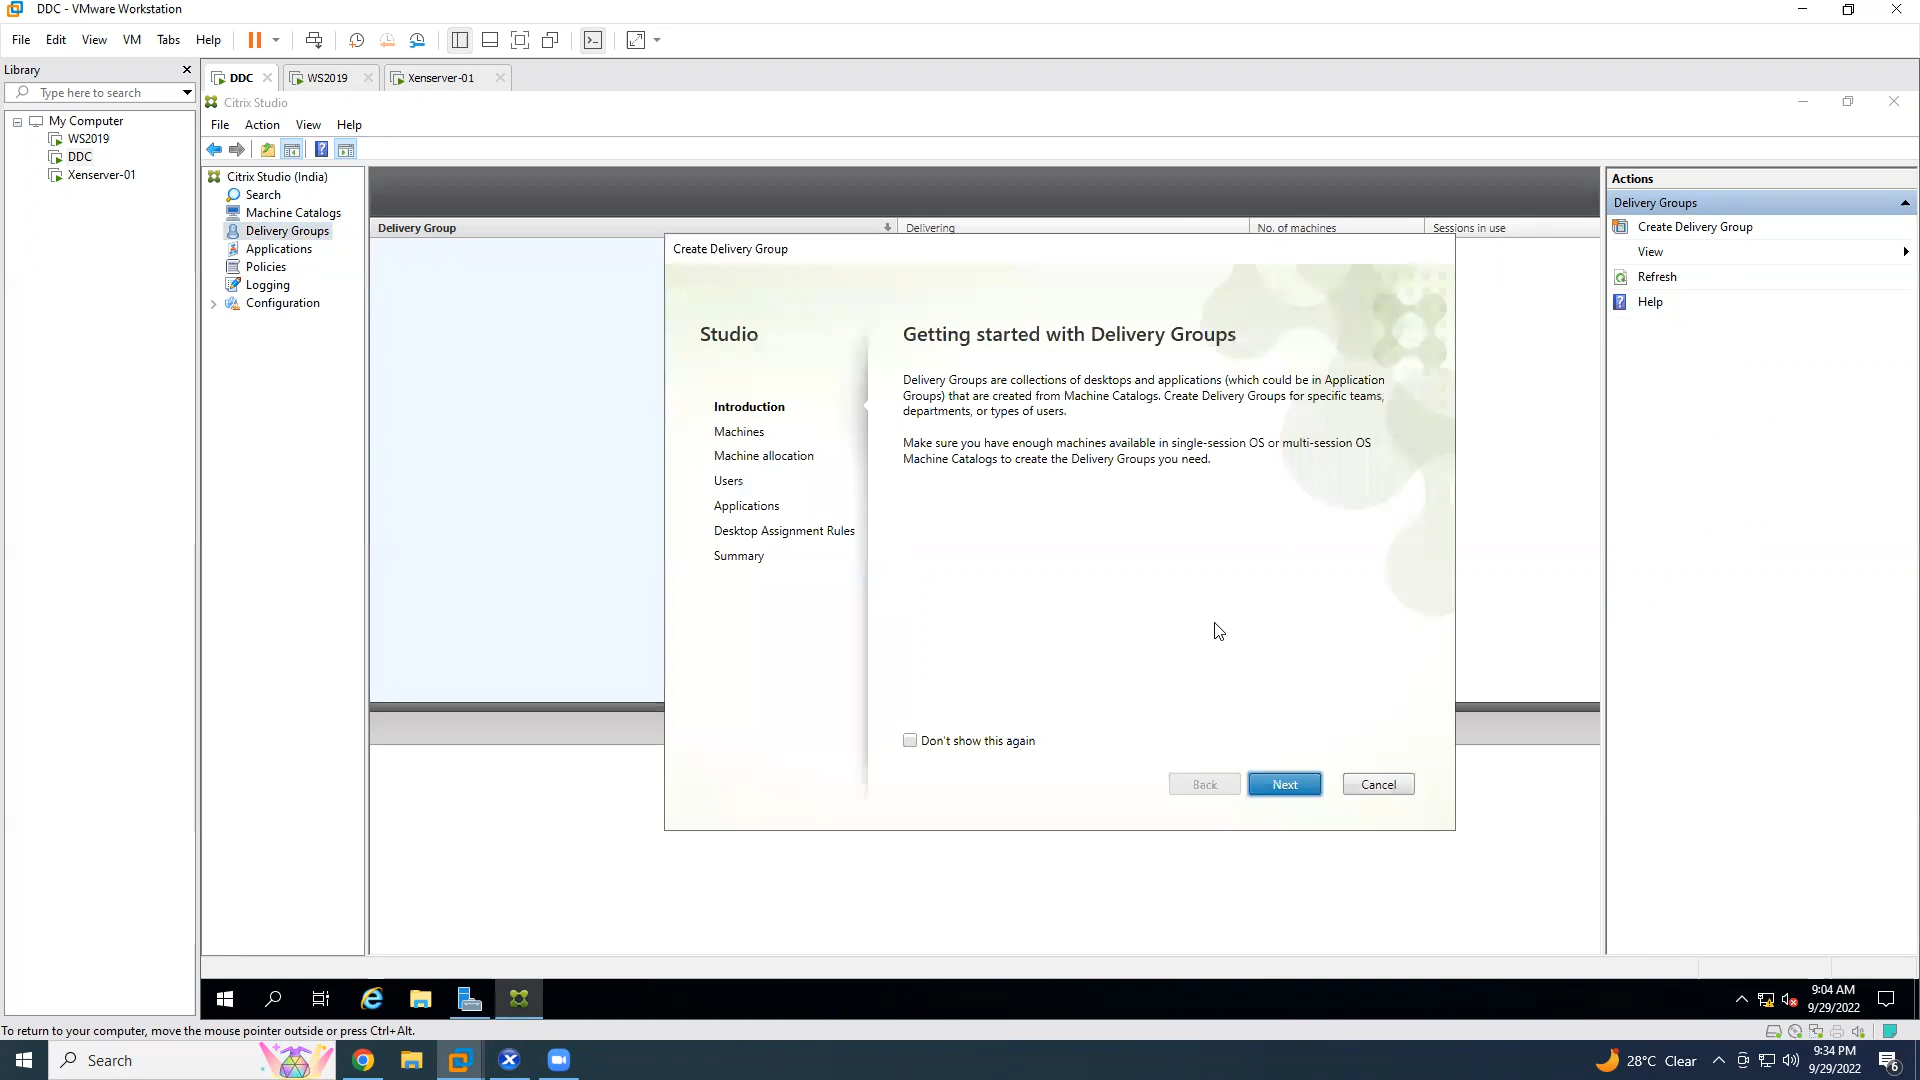 DDC - VMware Workstation
File Edit View VM Tabs Help
Library
Type here to search
My Computer
WS2019
DDC
Xenserver-01
DDC WS2019 Xenserver-01
Citrix Studio
File Action View Help
Citrix Studio (India)
Search
Machine Catalogs
Delivery Groups
Applications
Policies
Logging
Configuration
Delivery Group Delivering No. of machines Sessions in use
Create Delivery Group
Studio
Introduction
Machines
Machine allocation
Users
Applications
Desktop Assignment Rules
Summary
Getting started with Delivery Groups
Delivery Groups are collections of desktops and applications (which could be in Application
Groups) that are created from Machine Catalogs. Create Delivery Groups for specific teams,
departments, or types of users.
Make sure you have enough machines available in single-session OS or multi-session OS
Machine Catalogs to create the Delivery Groups you need.
Don't show this again
Back Next Cancel
Actions
Delivery Groups
Create Delivery Group
View
Refresh
Help
9:04 AM
9/29/2022
To return to your computer, move the mouse pointer outside or press Ctrl+Alt.
Search
28°C Clear
9:34 PM
9/29/2022
6